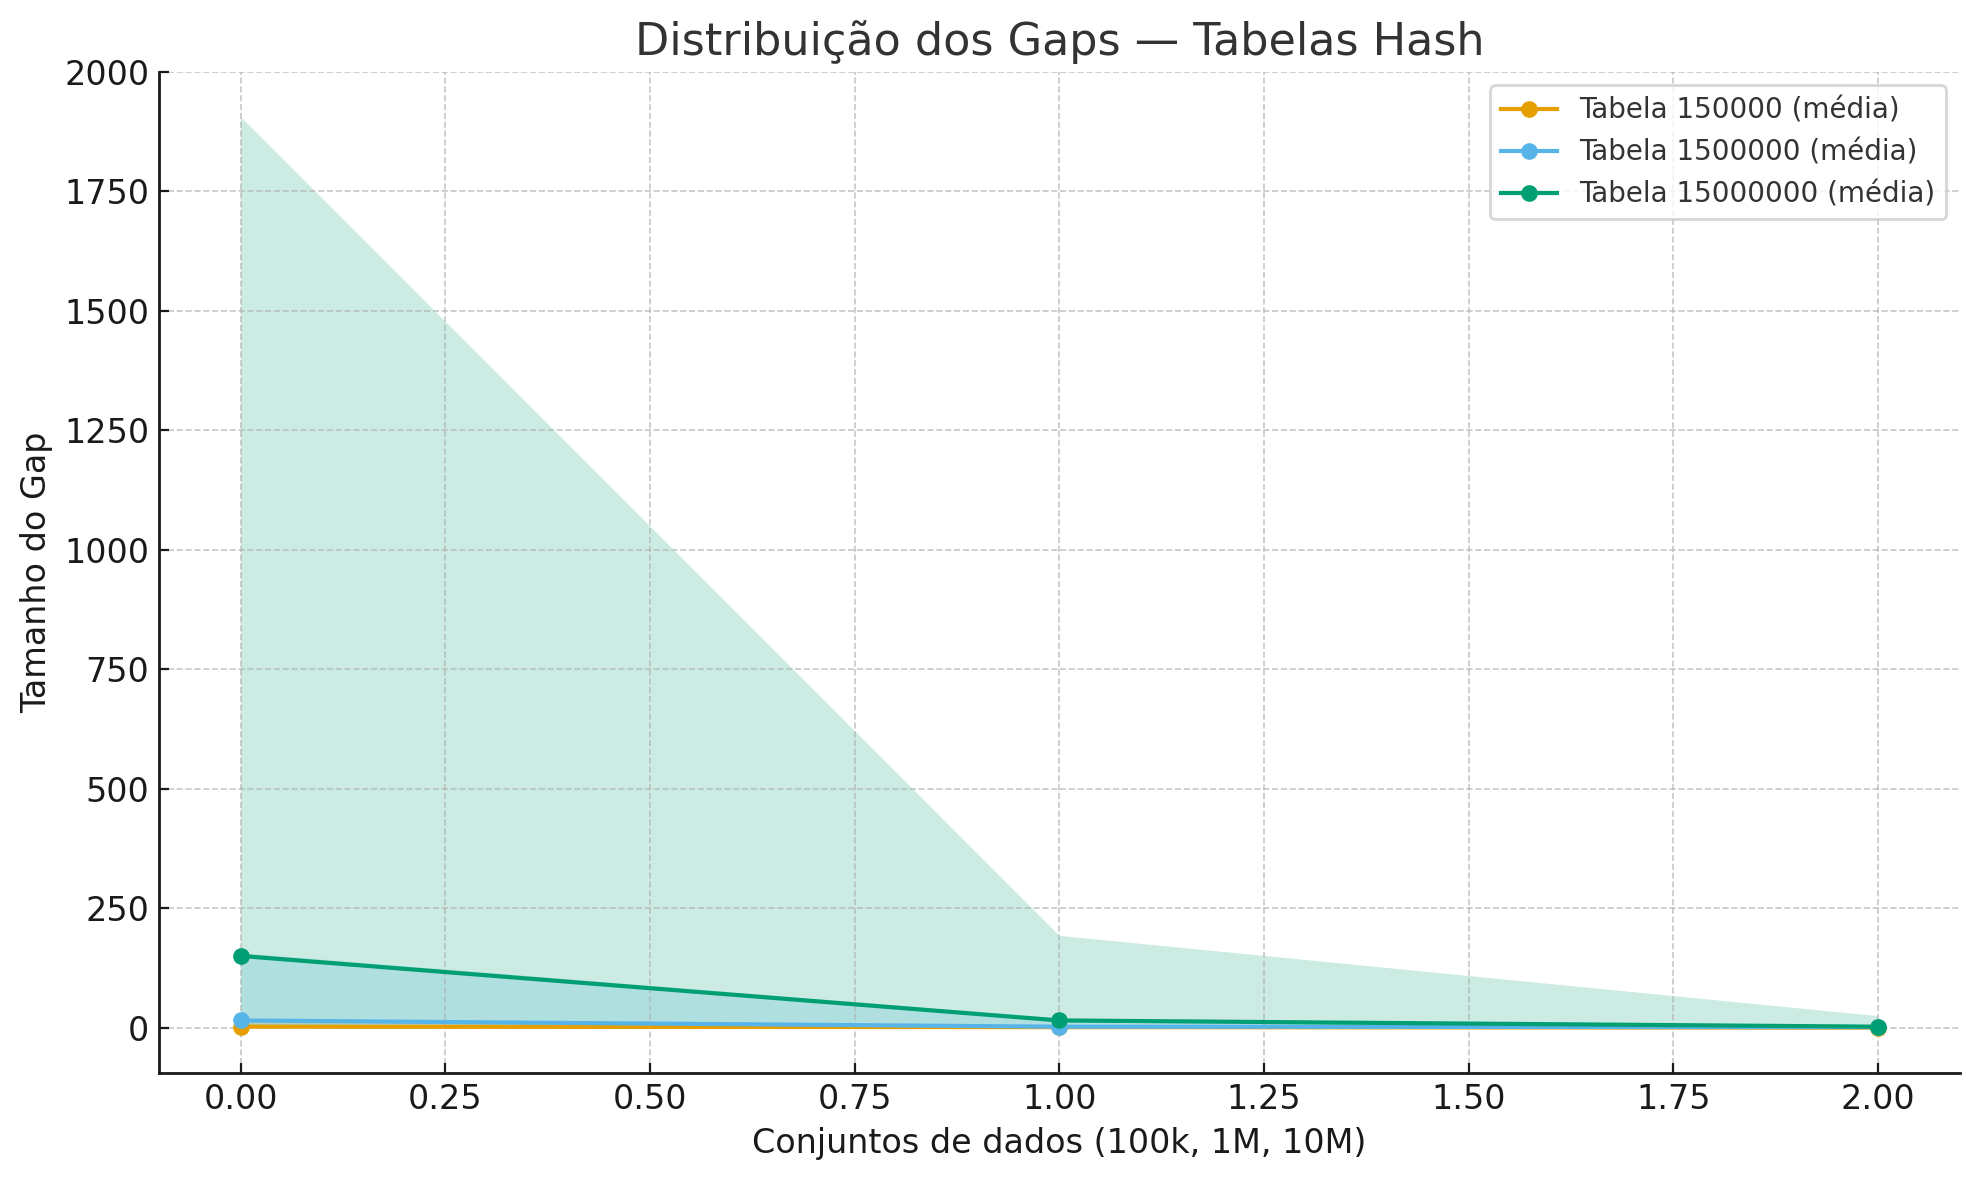 Distribuição dos Gaps — Tabelas Hash
Tabela 150000 (média)
Tabela 1500000 (média)
Tabela 15000000 (média)
Tamanho do Gap
2000
1750
1500
1250
1000
750
500
250
0
0.00 0.25 0.50 0.75 1.00 1.25 1.50 1.75 2.00
Conjuntos de dados (100k, 1M, 10M)